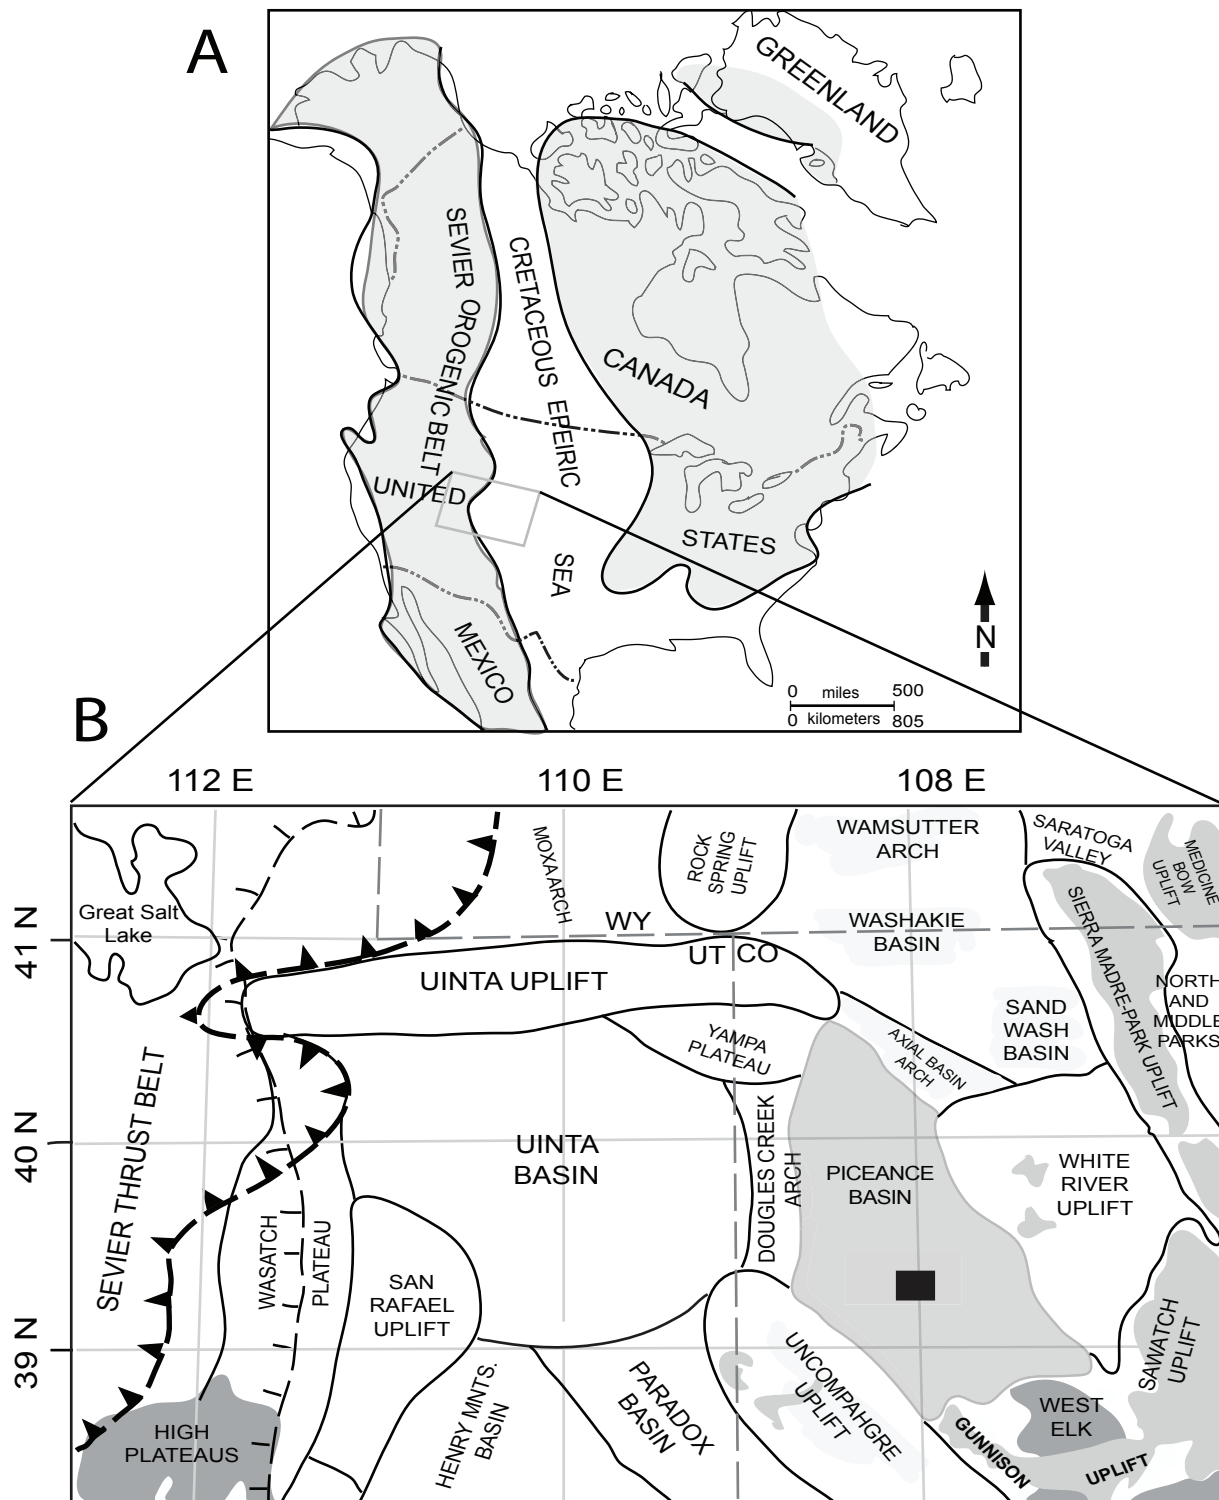 A
GREENLAND
SEVIER OROGENIC BELT
CRETACEOUS EPEIRIC
SEA
CANADA
UNITED
STATES
MEXICO
N
0 miles 500
0 kilometers 805
B
112 E
110 E
108 E
41 N
40 N
39 N
Great Salt
Lake
MOXA ARCH
ROCK
SPRING
UPLIFT
WAMSUTTER
ARCH
SARATOGA
VALLEY
MEDICINE
BOW
UPLIFT
WY
WASHAKIE
BASIN
UT
CO
UINTA UPLIFT
SIERRA MADRE-PARK UPLIFT
NORTH
AND
MIDDLE
PARKS
SAND
WASH
BASIN
YAMPA
PLATEAU
AXIAL BASIN
ARCH
SEVIER THRUST BELT
UINTA
BASIN
DOUGLES CREEK
ARCH
PICEANCE
BASIN
WHITE
RIVER
UPLIFT
WASATCH
PLATEAU
SAN
RAFAEL
UPLIFT
SAWATCH
UPLIFT
HIGH
PLATEAUS
HENRY MNTS.
BASIN
PARADOX
BASIN
UNCOMPAHGRE
UPLIFT
WEST
ELK
GUNNISON
UPLIFT